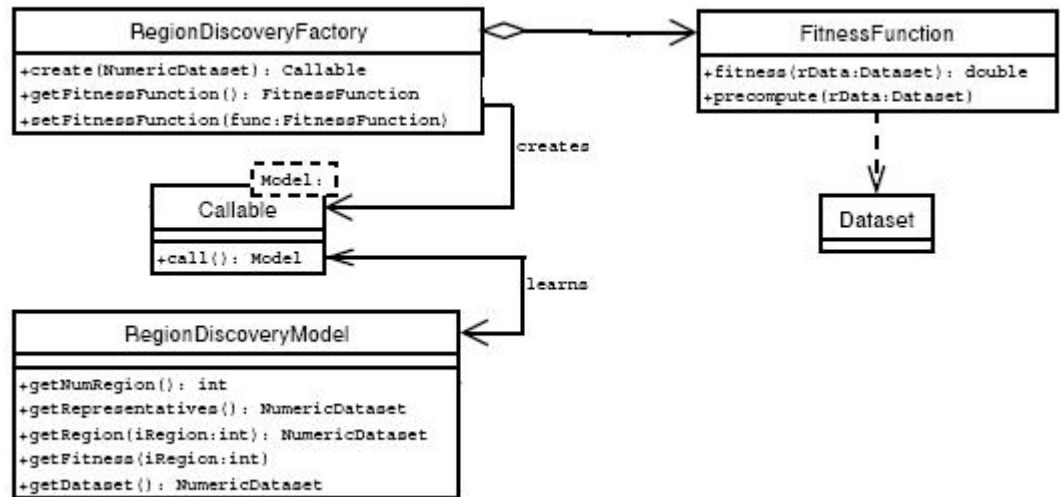 RegionDiscoveryFactory
+create(NumericDataset): Callable
+getFitnessFunction(): FitnessFunction
+setFitnessFunction(func:FitnessFunction)
FitnessFunction
+fitness(rData:Dataset): double
+precompute(rData:Dataset)
creates
Model:
Callable
+call(): Model
Dataset
learns
RegionDiscoveryModel
+getNumRegion(): int
+getRepresentatives(): NumericDataset
+getRegion(iRegion:int): NumericDataset
+getFitness(iRegion:int)
+getDataset(): NumericDataset